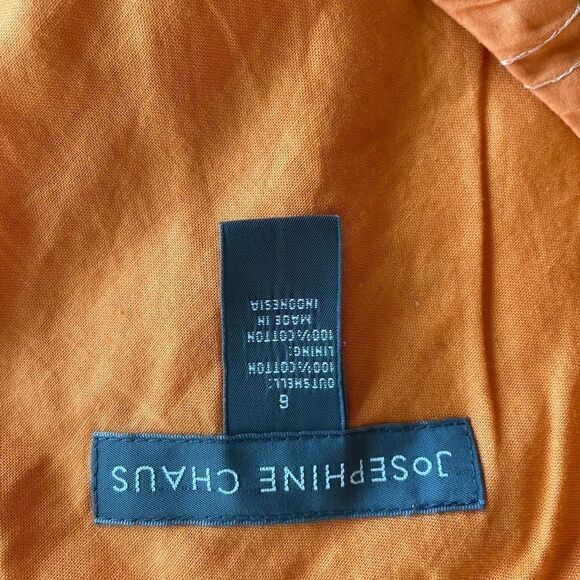 JOSEPHINE CHAUS
6
OUTSHELL:
100% COTTON
LINING:
100% COTTON
MADE IN
INDONESIA